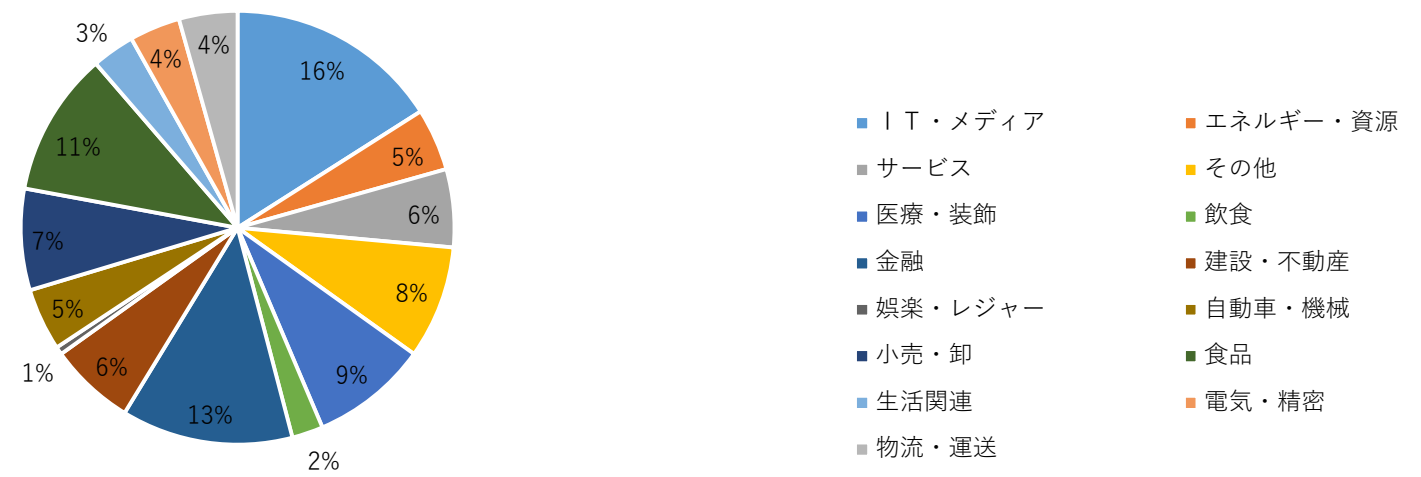 16%
5%
6%
8%
9%
2%
13%
6%
1%
5%
7%
11%
3%
4%
4%
ＩＴ・メディア
エネルギー・資源
サービス
その他
医療・装飾
飲食
金融
建設・不動産
娯楽・レジャー
自動車・機械
小売・卸
食品
生活関連
電気・精密
物流・運送